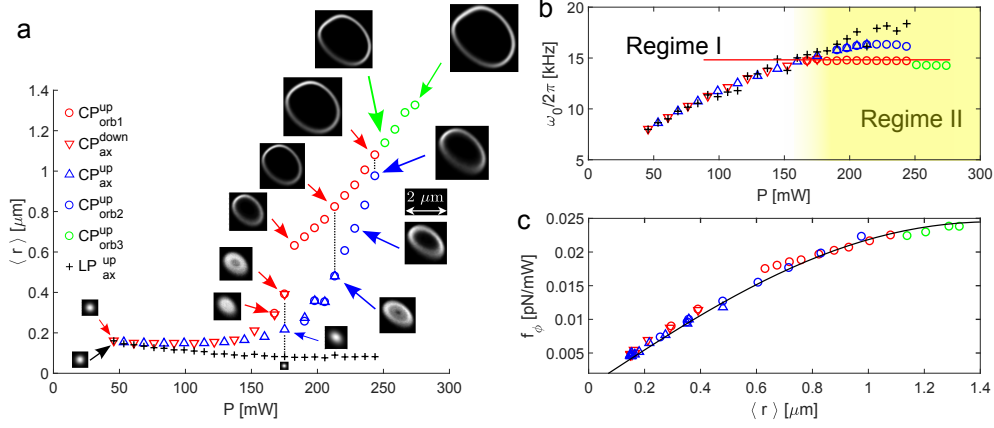 a
1.4
1.2
1
0.8
0.6
0.4
0.2
0
⟨ r ⟩ [μm]
CP^up_orb1
CP^down_ax
CP^up_ax
CP^up_orb2
CP^up_orb3
LP^up_ax
2 μm
0 50 100 150 200 250 300
P [mW]
b
20
15
10
5
0
ω₀/2π [kHz]
Regime I
Regime II
0 50 100 150 200 250 300
P [mW]
c
0.025
0.02
0.015
0.01
0.005
f_ϕ [pN/mW]
0 0.2 0.4 0.6 0.8 1 1.2 1.4
⟨ r ⟩ [μm]